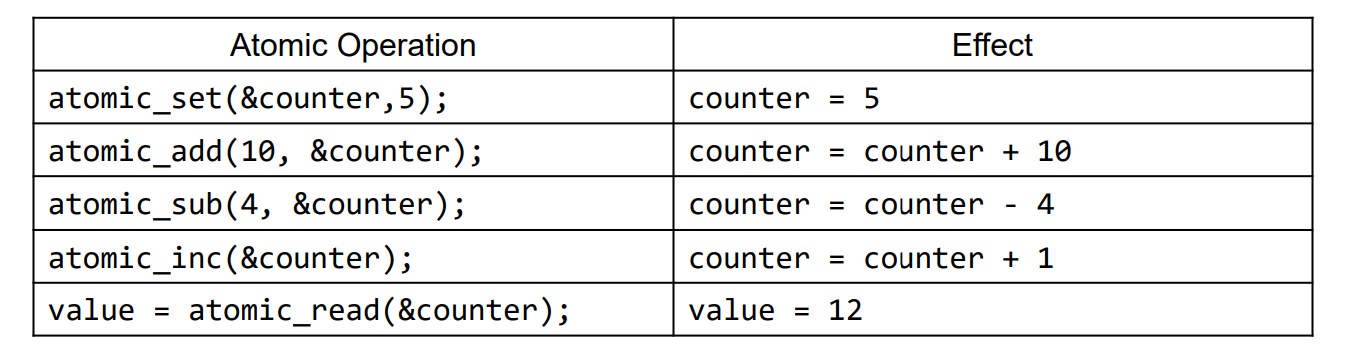 Atomic Operation Effect
atomic_set(&counter,5); counter = 5
atomic_add(10, &counter); counter = counter + 10
atomic_sub(4, &counter); counter = counter - 4
atomic_inc(&counter); counter = counter + 1
value = atomic_read(&counter); value = 12